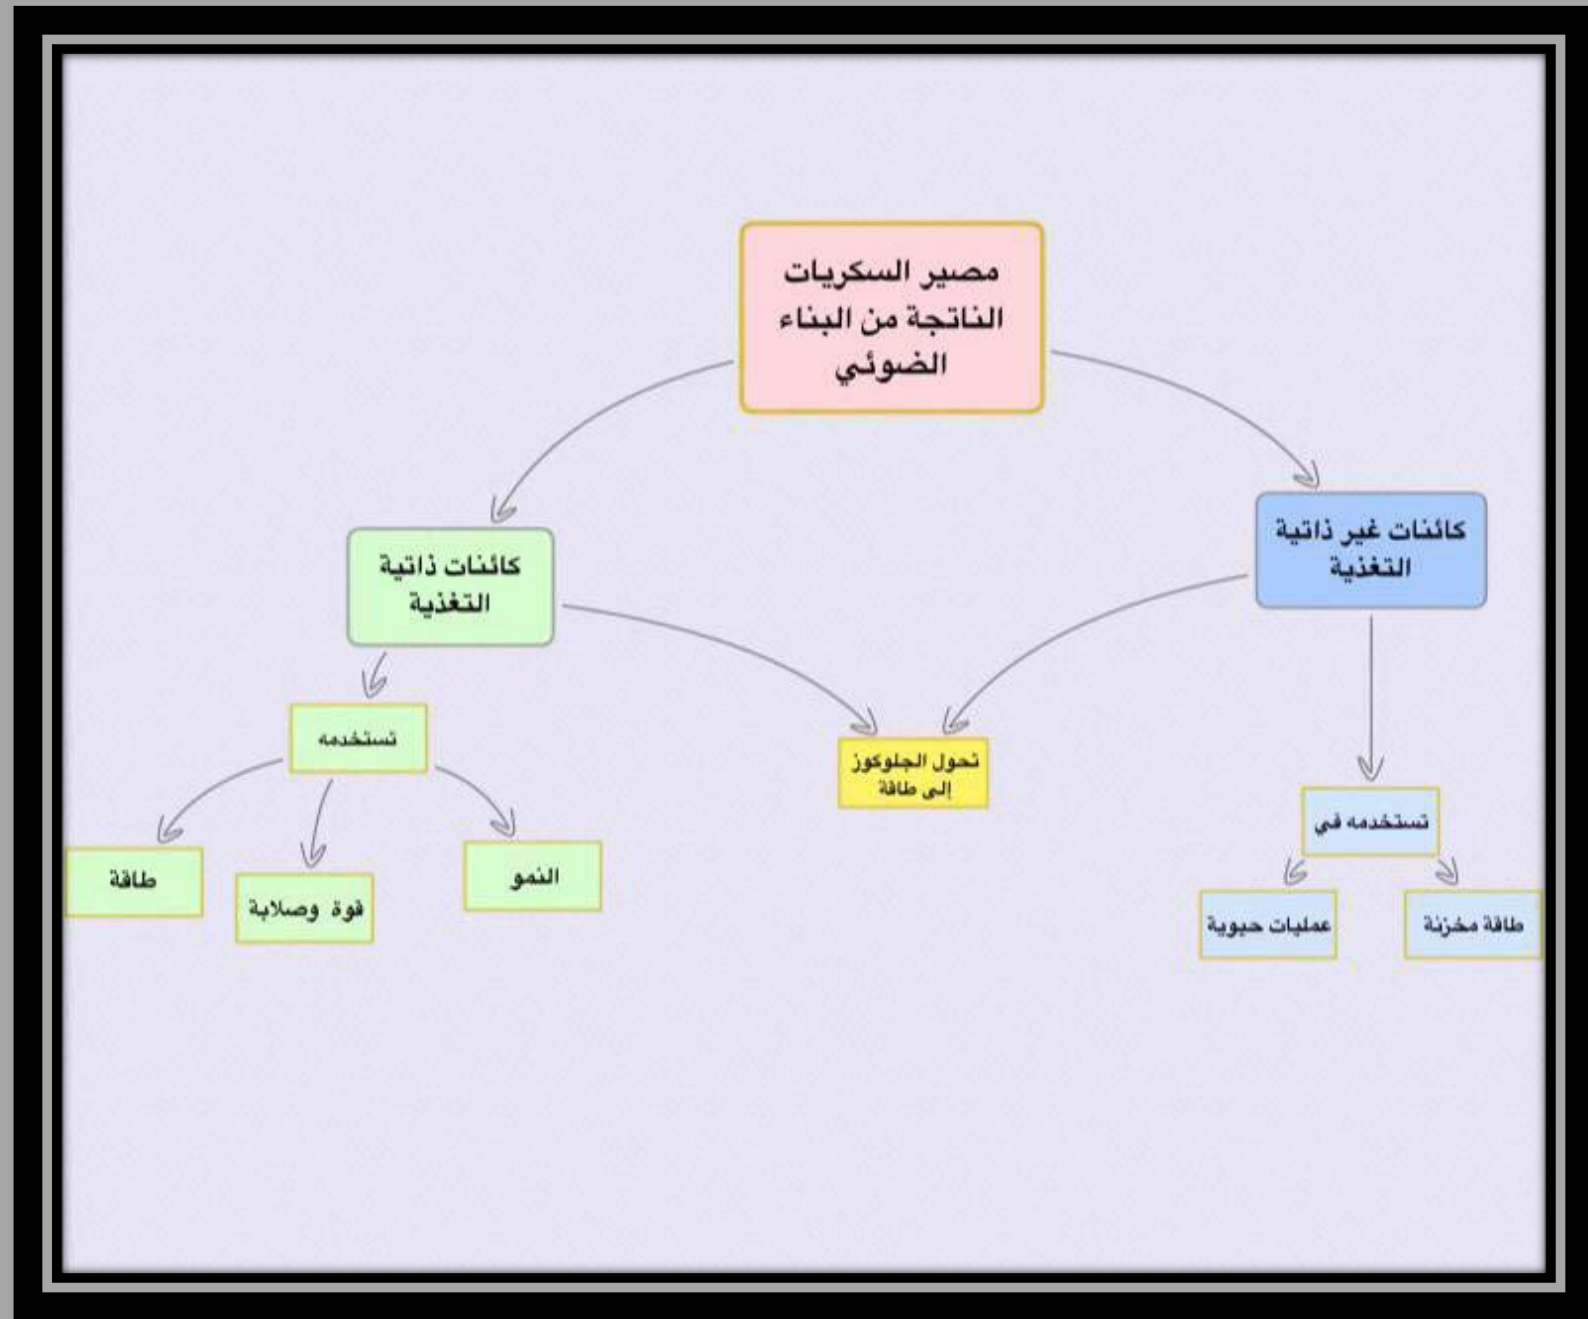 مصير السكريات
الناتجة من البناء
الضوئي
كائنات غير ذاتية
التغذية
كائنات ذاتية
التغذية
تستخدمه
تحول الجلوكوز
إلى طاقة
تستخدمه في
النمو
قوة وصلابة
طاقة
طاقة مخزنة
عمليات حيوية